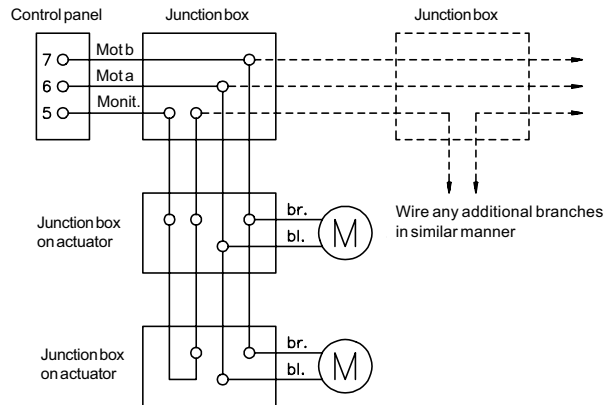 Control panel
Junction box
Junction box
7
Mot b
6
Mot a
5
Monit.
Junction box
on actuator
br.
bl.
M
Wire any additional branches
in similar manner
Junction box
on actuator
br.
bl.
M